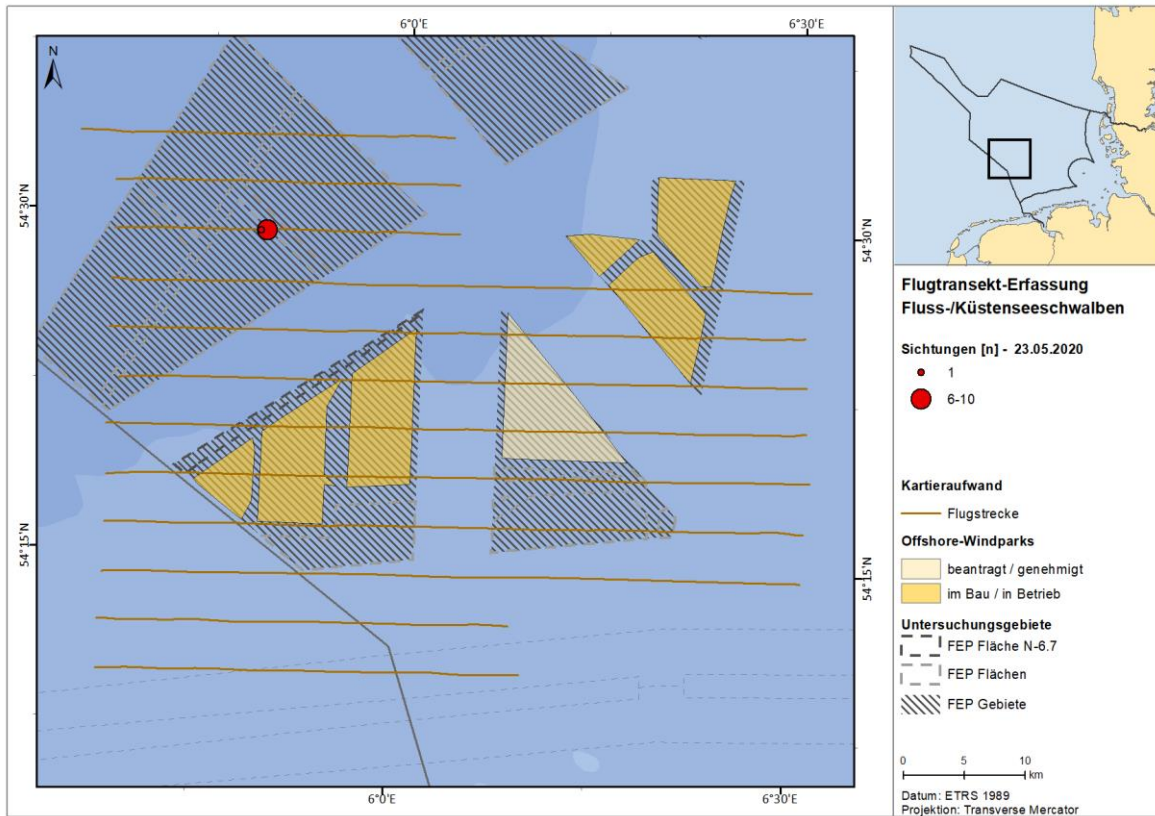 6°0'E
6°30'E
N
54°30'N
54°30'N
54°15'N
54°15'N
6°0'E
6°30'E
Flugtransekt-Erfassung
Fluss-/Küstenseeschwalben
Sichtungen [n] - 23.05.2020
1
6-10
Kartieraufwand
Flugstrecke
Offshore-Windparks
beantragt / genehmigt
im Bau / in Betrieb
Untersuchungsgebiete
FEP Fläche N-6.7
FEP Flächen
FEP Gebiete
0 5 10
km
Datum: ETRS 1989
Projektion: Transverse Mercator